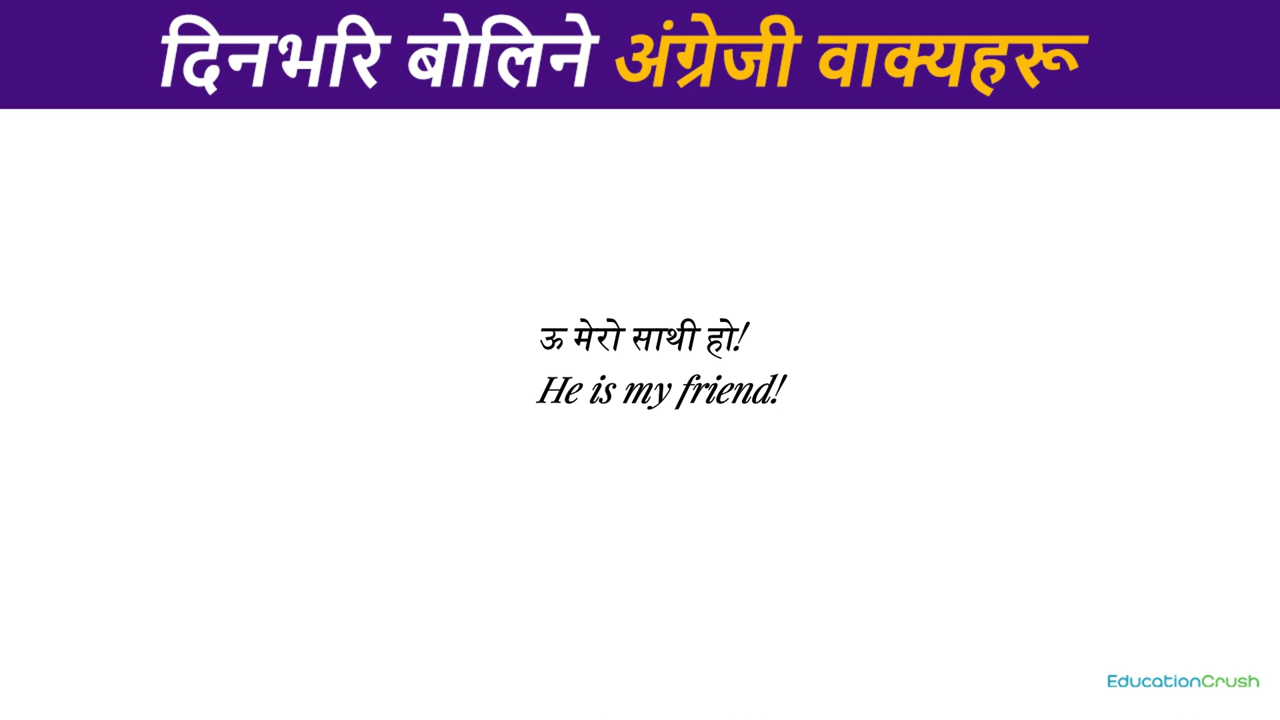 दिनभरि बोलिने अंग्रेजी वाक्यहरू
ऊ मेरो साथी हो!
He is my friend!
EducationCrush